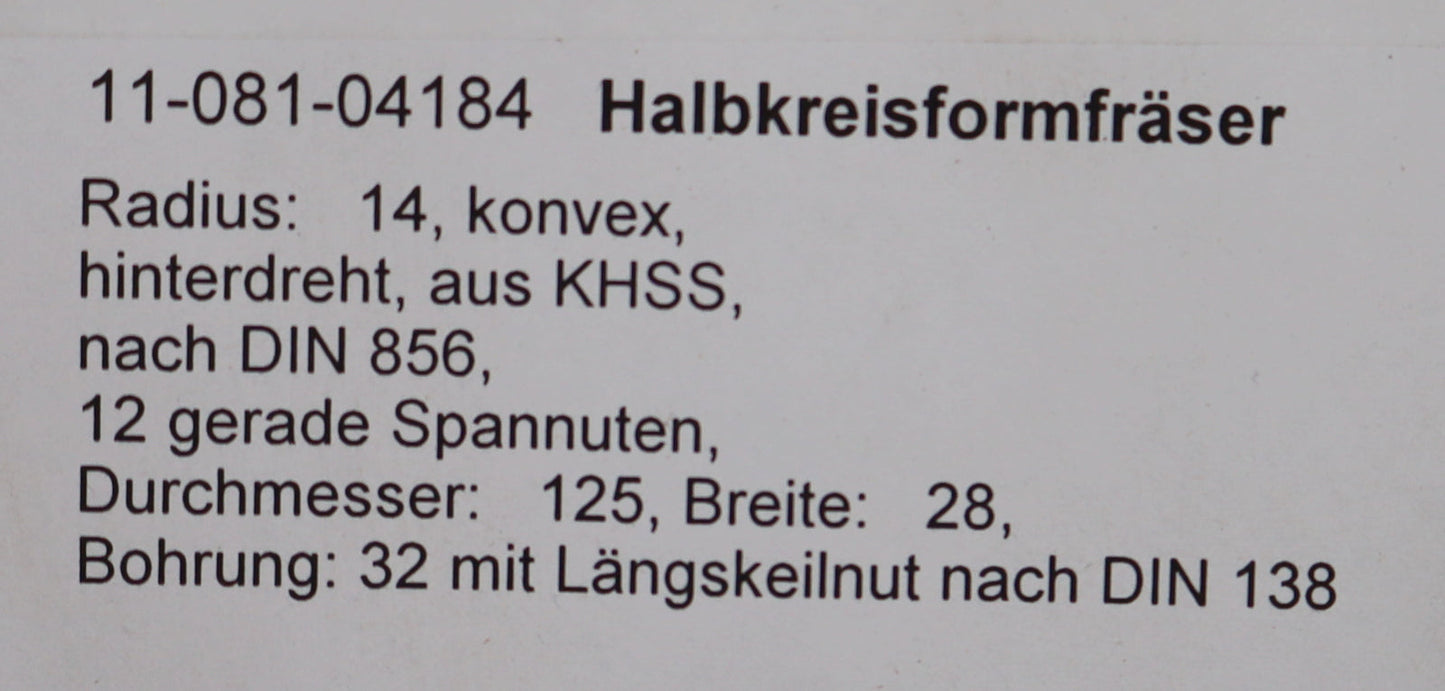 11-081-04184 Halbkreisformfräser
Radius: 14, konvex,
hinterdreht, aus KHSS,
nach DIN 856,
12 gerade Spannuten,
Durchmesser: 125, Breite: 28,
Bohrung: 32 mit Längskeilnut nach DIN 138